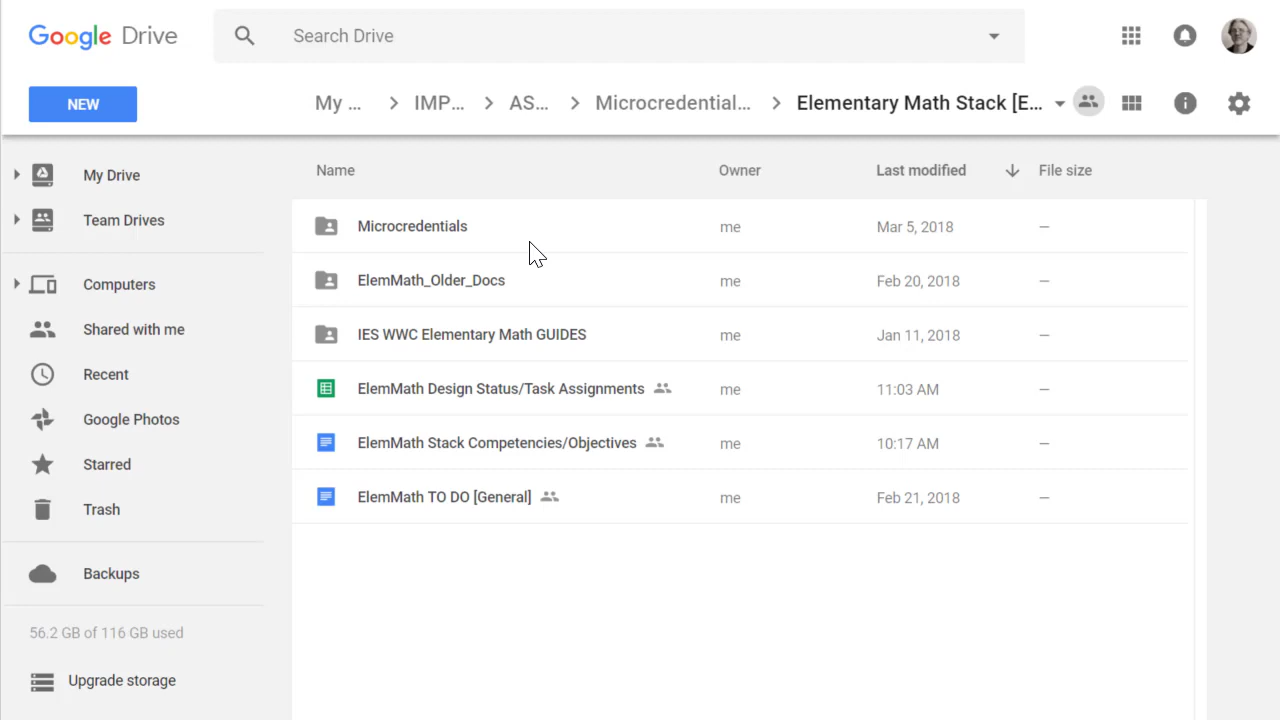 Google Drive
Search Drive
NEW
My ... > IMP... > AS... > Microcredential... > Elementary Math Stack [E...
My Drive
Team Drives
Computers
Shared with me
Recent
Google Photos
Starred
Trash
Backups
56.2 GB of 116 GB used
Upgrade storage
Name Owner Last modified File size
Microcredentials me Mar 5, 2018 –
ElemMath_Older_Docs me Feb 20, 2018 –
IES WWC Elementary Math GUIDES me Jan 11, 2018 –
ElemMath Design Status/Task Assignments me 11:03 AM –
ElemMath Stack Competencies/Objectives me 10:17 AM –
ElemMath TO DO [General] me Feb 21, 2018 –